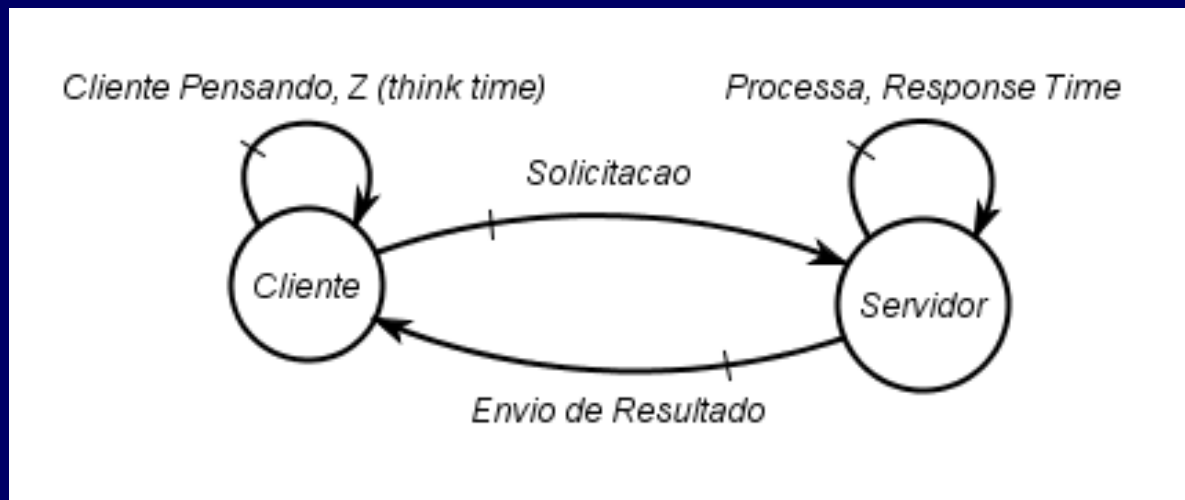 Cliente Pensando, Z (think time)
Processa, Response Time
Solicitacao
Cliente
Servidor
Envio de Resultado